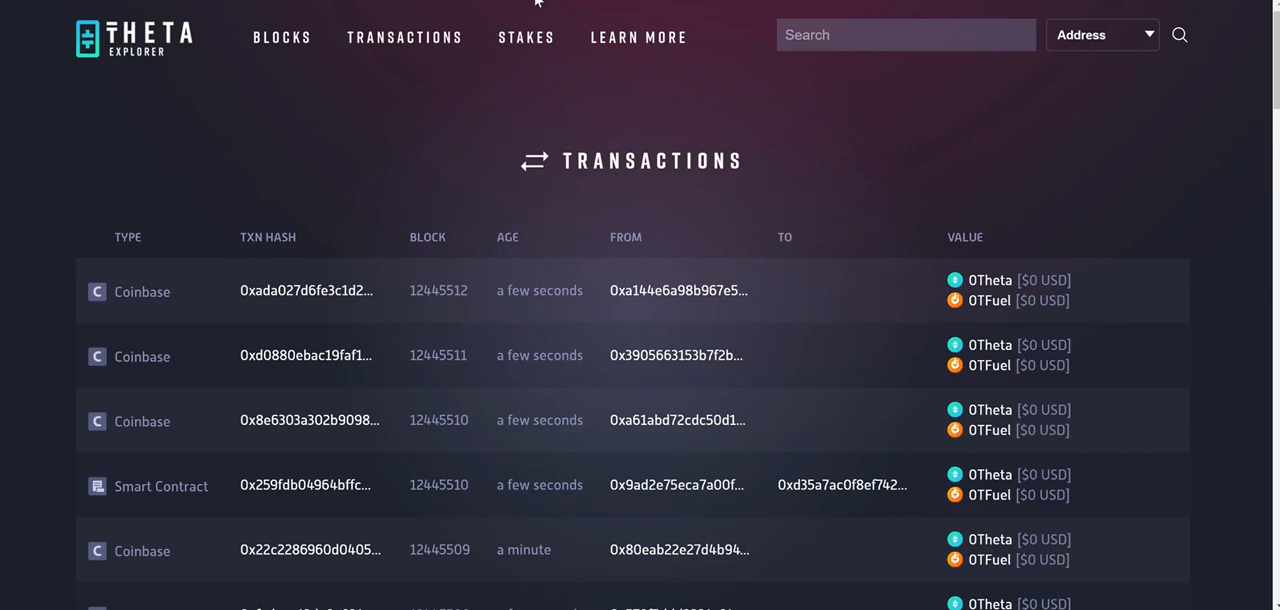 THETA
EXPLORER
BLOCKS TRANSACTIONS STAKES LEARN MORE
Search
Address
TRANSACTIONS
TYPE TXN HASH BLOCK AGE FROM TO VALUE
C Coinbase 0xada027d6fe3c1d2... 12445512 a few seconds 0xa144e6a98b967e5... 0Theta [$0 USD]
0TFuel [$0 USD]
C Coinbase 0xd0880ebac19faf1... 12445511 a few seconds 0x3905663153b7f2b... 0Theta [$0 USD]
0TFuel [$0 USD]
C Coinbase 0x8e6303a302b9098... 12445510 a few seconds 0xa61abd72cdc50d1... 0Theta [$0 USD]
0TFuel [$0 USD]
Smart Contract 0x259fdb04964bffc... 12445510 a few seconds 0x9ad2e75eca7a00f... 0xd35a7ac0f8ef742... 0Theta [$0 USD]
0TFuel [$0 USD]
C Coinbase 0x22c2286960d0405... 12445509 a minute 0x80eab22e27d4b94... 0Theta [$0 USD]
0TFuel [$0 USD]
0Theta [$0 USD]